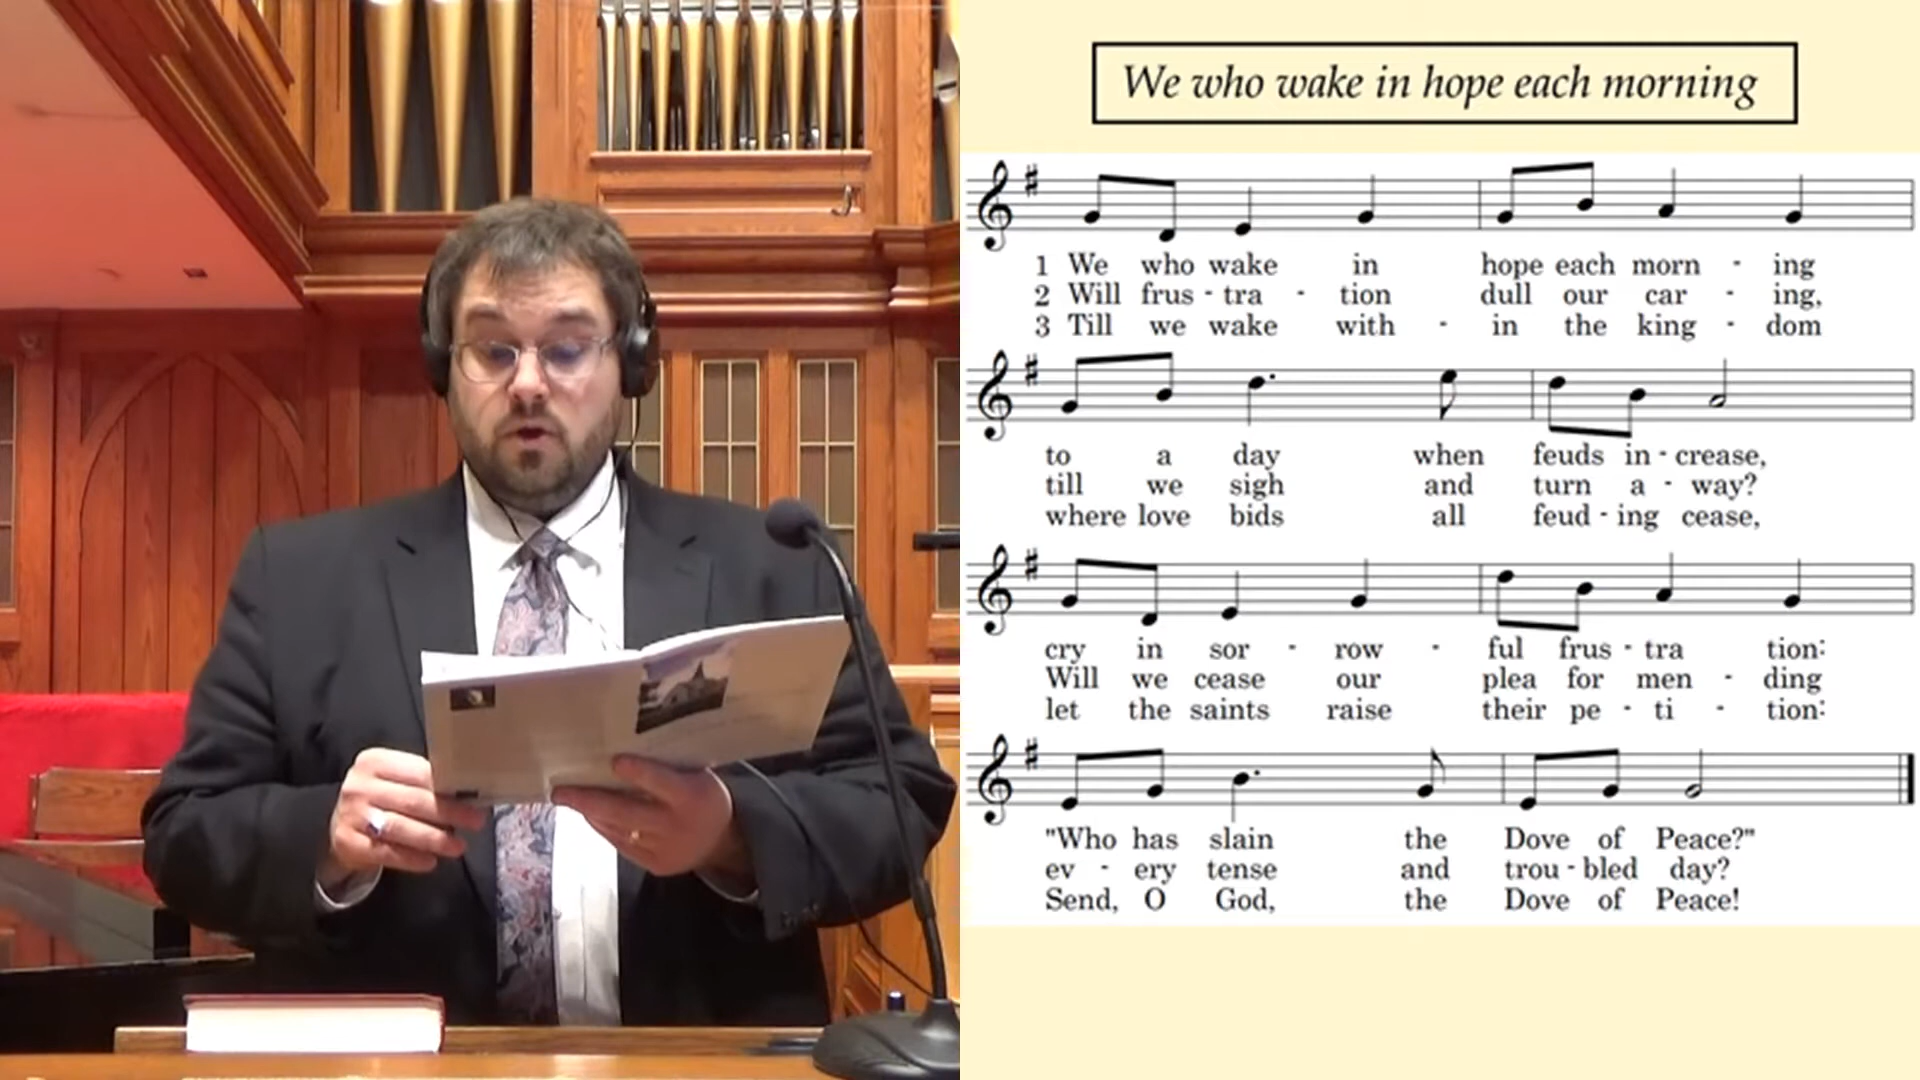 We who wake in hope each morning
1 We who wake in hope each morn - ing
2 Will frus - tra - tion dull our car - ing,
3 Till we wake with - in the king - dom
to a day when feuds in - crease,
till we sigh and turn a - way?
where love bids all feud - ing cease,
cry in sor - row - ful frus - tra tion:
Will we cease our plea for men - ding
let the saints raise their pe - ti - tion:
"Who has slain the Dove of Peace?"
ev - ery tense and trou - bled day?
Send, O God, the Dove of Peace!